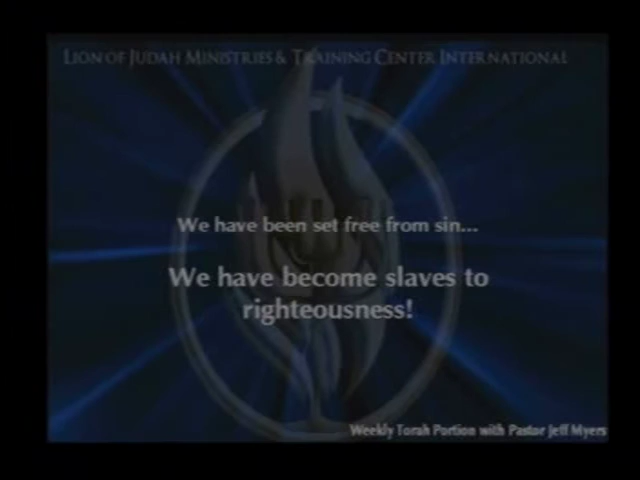 LION OF JUDAH MINISTRIES & TRAINING CENTER INTERNATIONAL
We have been set free from sin...
We have become slaves to
righteousness!
Weekly Torah Portion with Pastor Jeff Myers